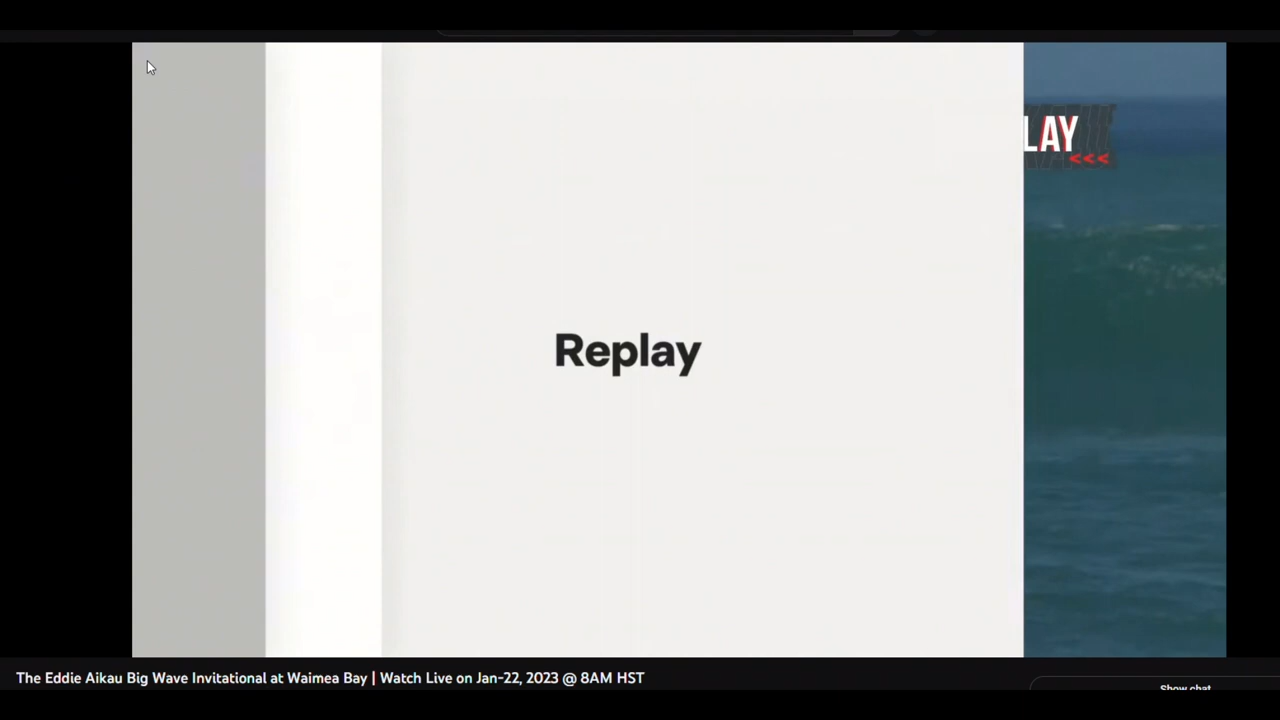 LAY
<<<
Replay
The Eddie Aikau Big Wave Invitational at Waimea Bay | Watch Live on Jan-22, 2023 @ 8AM HST
Show chat